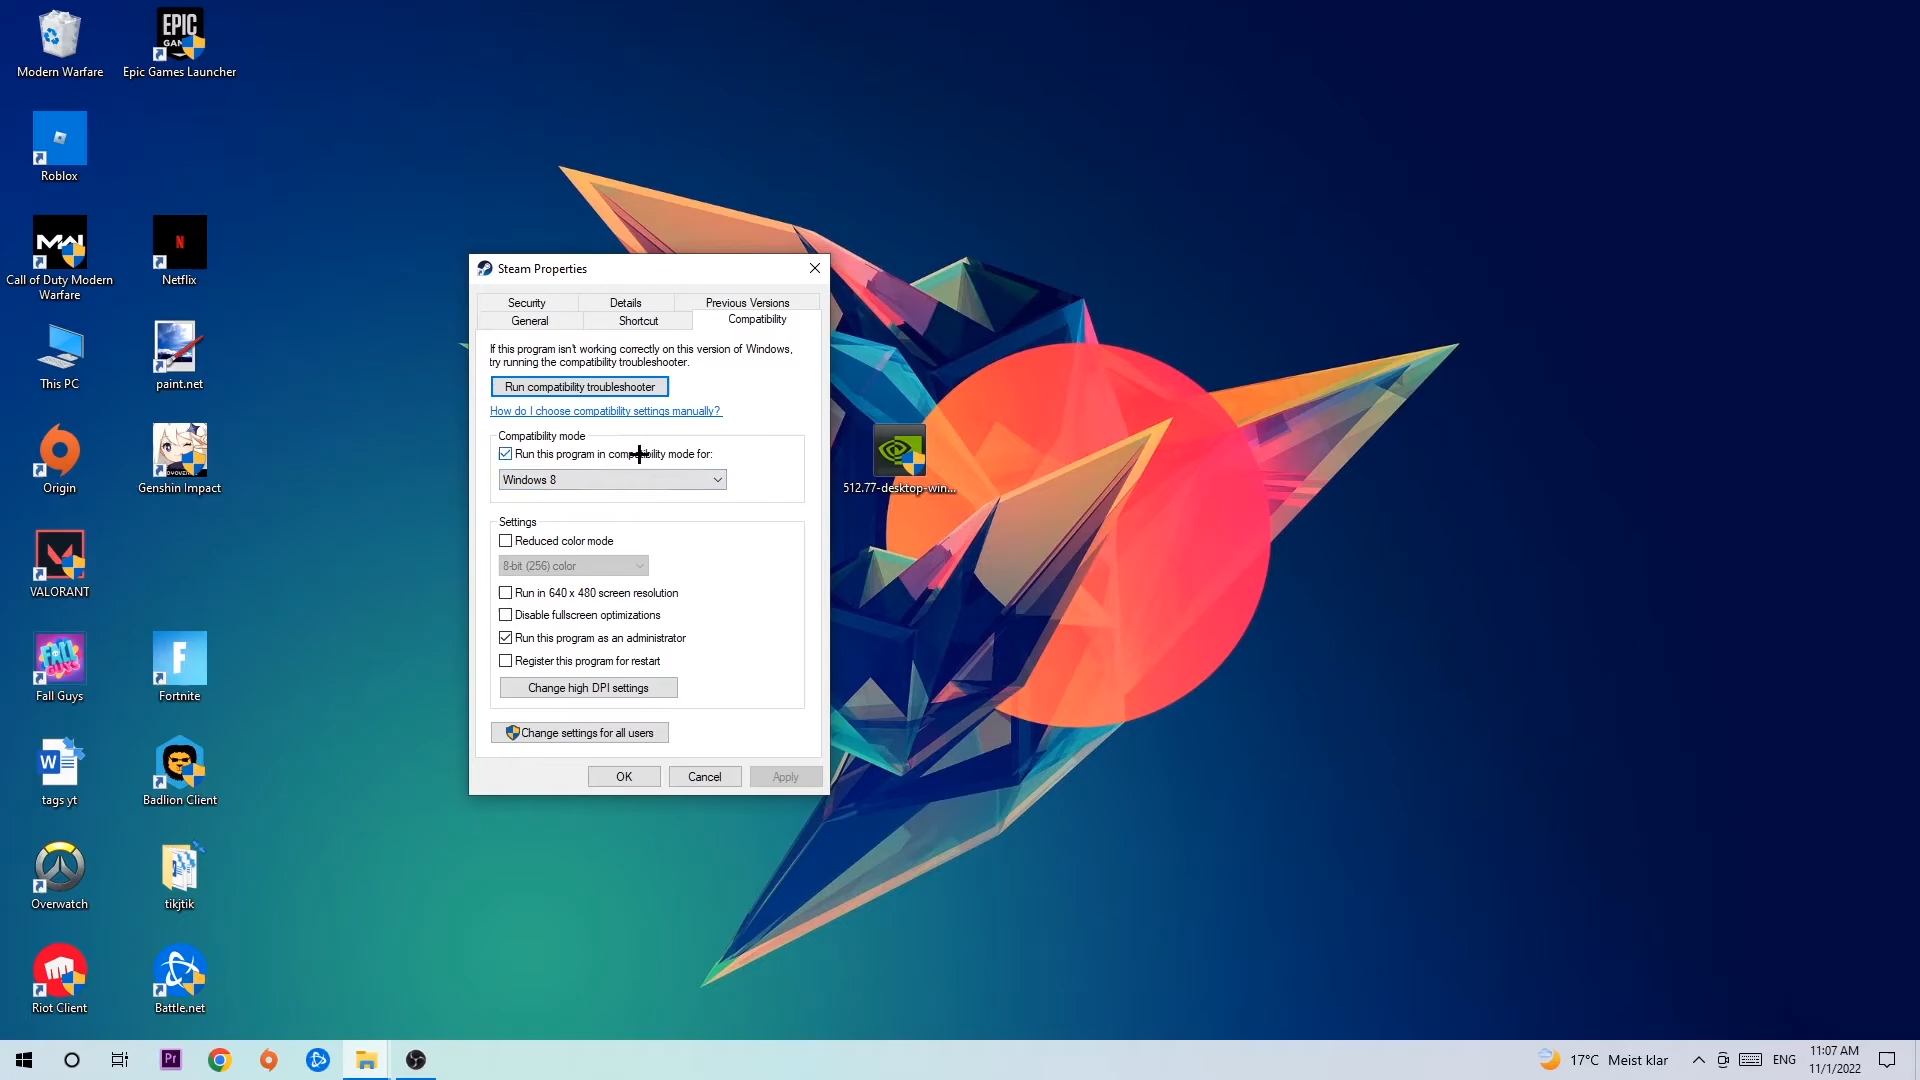 Modern Warfare
EPIC
GAMES
Epic Games Launcher
Roblox
MW
Call of Duty Modern
Warfare
N
Netflix
This PC
paint.net
Origin
Genshin Impact
VALORANT
FALL
GUYS
Fall Guys
F
Fortnite
W
tags yt
Badlion Client
Overwatch
tikjtik
Riot Client
Battle.net
Steam Properties
Security
Details
Previous Versions
General
Shortcut
Compatibility
If this program isn't working correctly on this version of Windows,
try running the compatibility troubleshooter.
Run compatibility troubleshooter
How do I choose compatibility settings manually?
Compatibility mode
Run this program in compatibility mode for:
Windows 8
Settings
Reduced color mode
8-bit (256) color
Run in 640 x 480 screen resolution
Disable fullscreen optimizations
Run this program as an administrator
Register this program for restart
Change high DPI settings
Change settings for all users
OK
Cancel
Apply
512.77-desktop-win...
Pr
17°C Meist klar
ENG
11:07 AM
11/1/2022